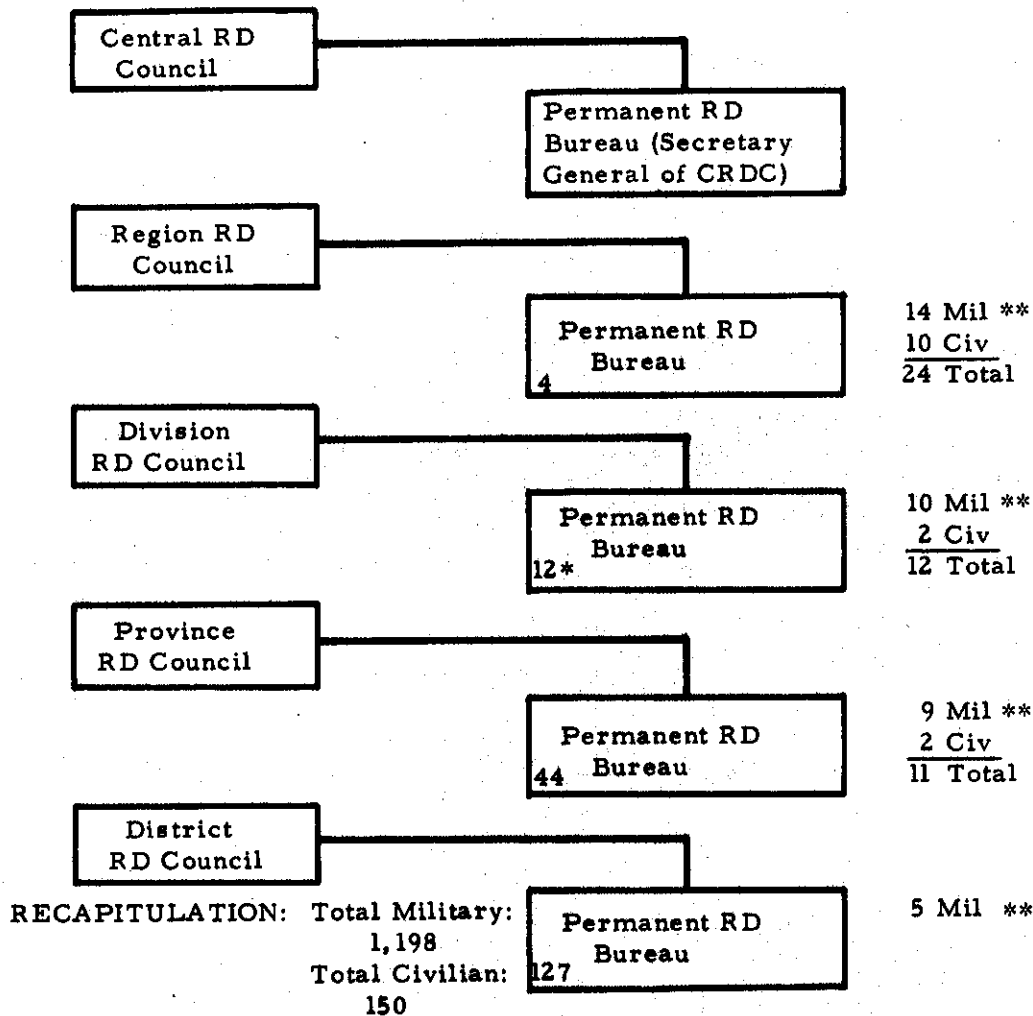 Central RD
Council
Permanent RD
Bureau (Secretary
General of CRDC)
Region RD
Council
Permanent RD
Bureau
4
14 Mil **
10 Civ
24 Total
Division
RD Council
Permanent RD
Bureau
12*
10 Mil **
2 Civ
12 Total
Province
RD Council
Permanent RD
Bureau
44
9 Mil **
2 Civ
11 Total
District
RD Council
Permanent RD
Bureau
127
5 Mil **
RECAPITULATION: Total Military:
1,198
Total Civilian:
150